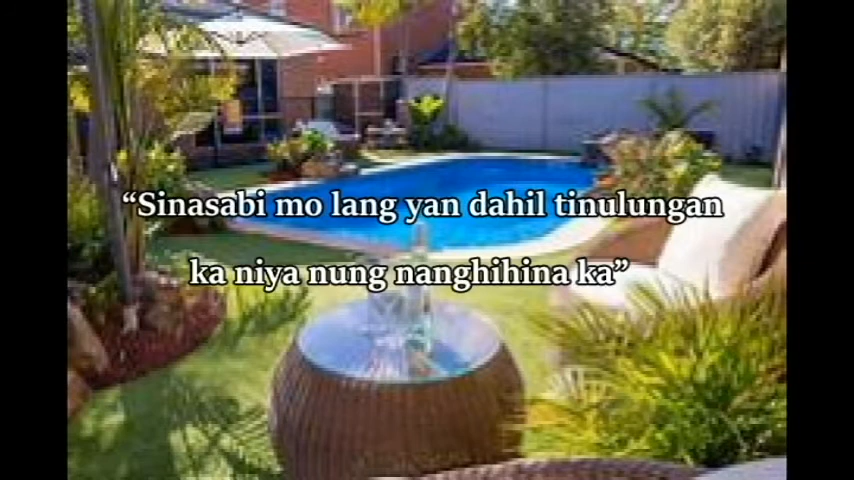 “Sinasabi mo lang yan dahil tinulungan
ka niya nung nanghihina ka”